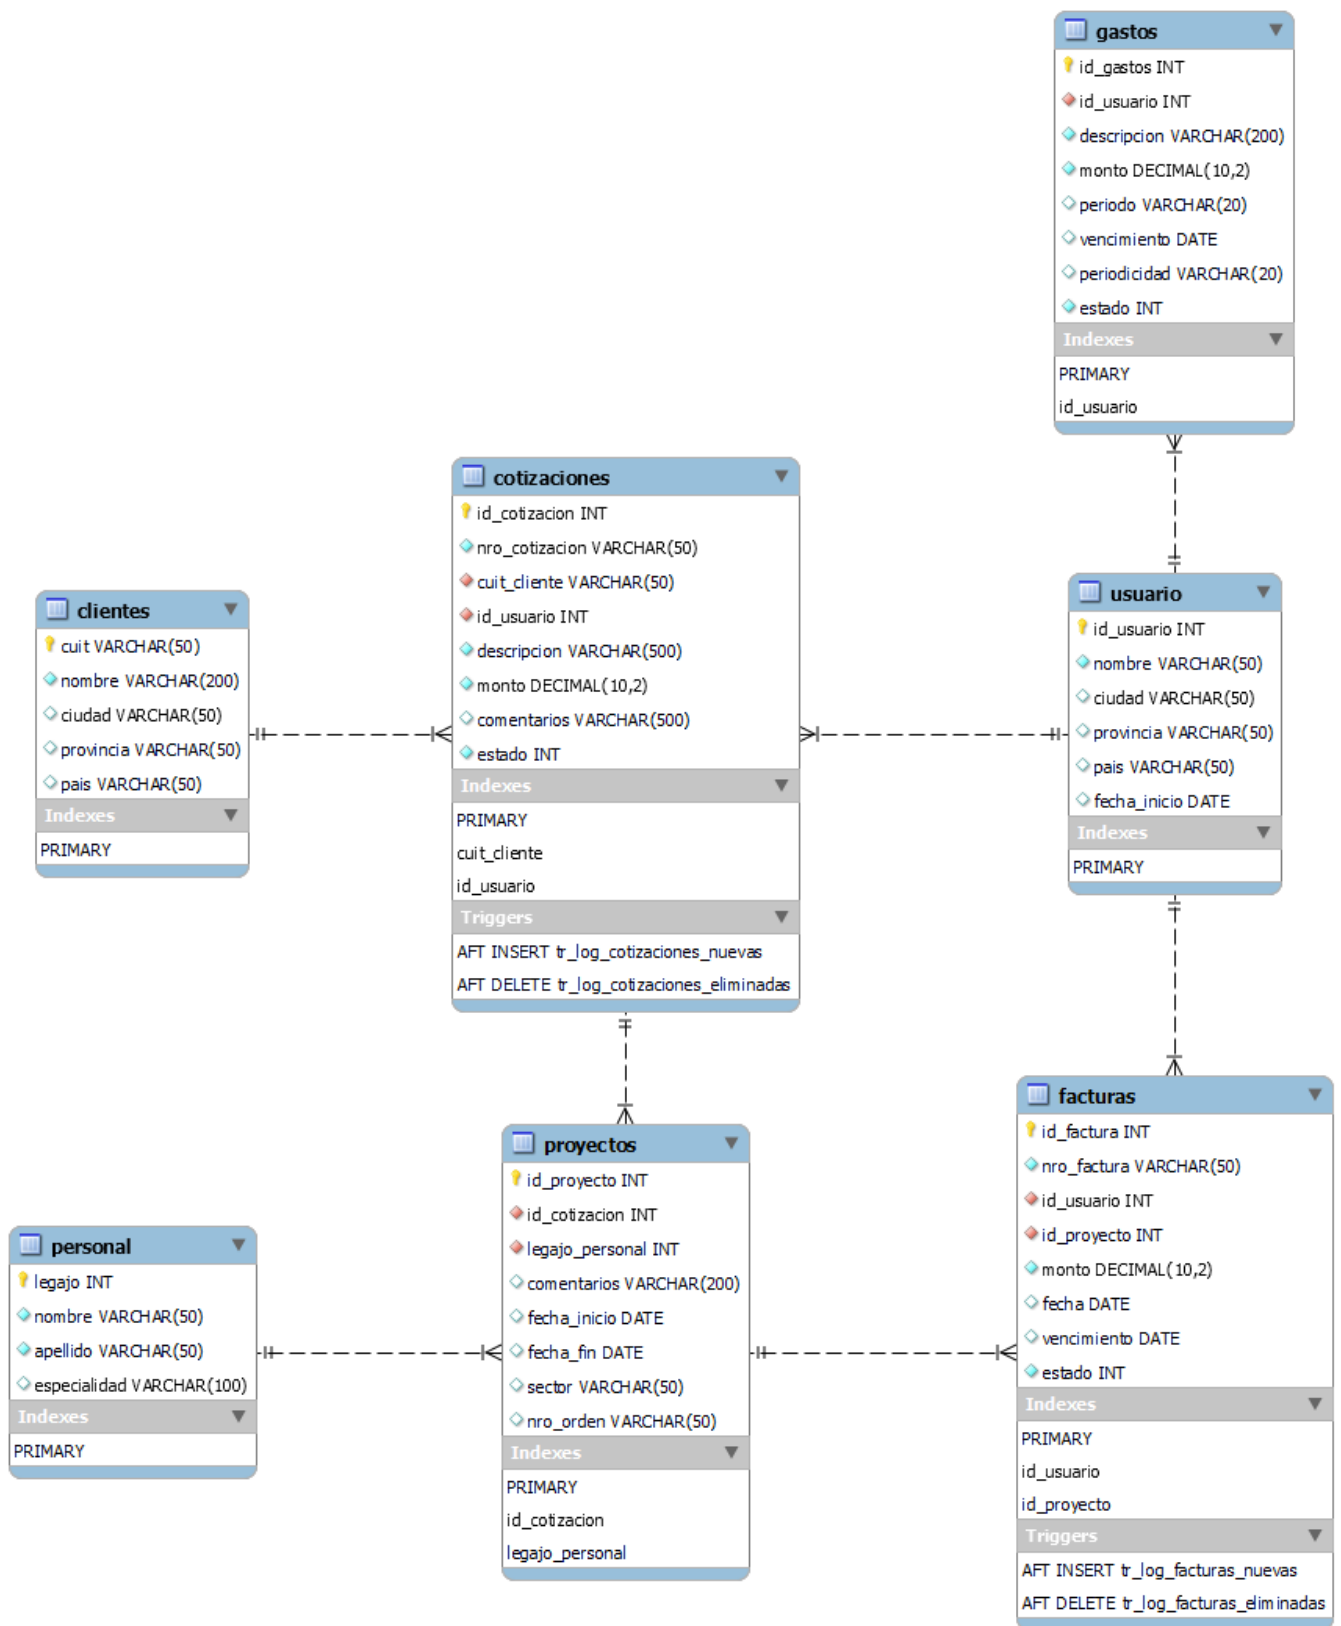 gastos
id_gastos INT
id_usuario INT
descripcion VARCHAR(200)
monto DECIMAL(10,2)
periodo VARCHAR(20)
vencimiento DATE
periodicidad VARCHAR(20)
estado INT
Indexes
PRIMARY
id_usuario
cotizaciones
id_cotizacion INT
nro_cotizacion VARCHAR(50)
cuit_cliente VARCHAR(50)
id_usuario INT
descripcion VARCHAR(500)
monto DECIMAL(10,2)
comentarios VARCHAR(500)
estado INT
Indexes
PRIMARY
cuit_cliente
id_usuario
Triggers
AFT INSERT tr_log_cotizaciones_nuevas
AFT DELETE tr_log_cotizaciones_eliminadas
clientes
cuit VARCHAR(50)
nombre VARCHAR(200)
ciudad VARCHAR(50)
provincia VARCHAR(50)
pais VARCHAR(50)
Indexes
PRIMARY
usuario
id_usuario INT
nombre VARCHAR(50)
ciudad VARCHAR(50)
provincia VARCHAR(50)
pais VARCHAR(50)
fecha_inicio DATE
Indexes
PRIMARY
proyectos
id_proyecto INT
id_cotizacion INT
legajo_personal INT
comentarios VARCHAR(200)
fecha_inicio DATE
fecha_fin DATE
sector VARCHAR(50)
nro_orden VARCHAR(50)
Indexes
PRIMARY
id_cotizacion
legajo_personal
personal
legajo INT
nombre VARCHAR(50)
apellido VARCHAR(50)
especialidad VARCHAR(100)
Indexes
PRIMARY
facturas
id_factura INT
nro_factura VARCHAR(50)
id_usuario INT
id_proyecto INT
monto DECIMAL(10,2)
fecha DATE
vencimiento DATE
estado INT
Indexes
PRIMARY
id_usuario
id_proyecto
Triggers
AFT INSERT tr_log_facturas_nuevas
AFT DELETE tr_log_facturas_eliminadas